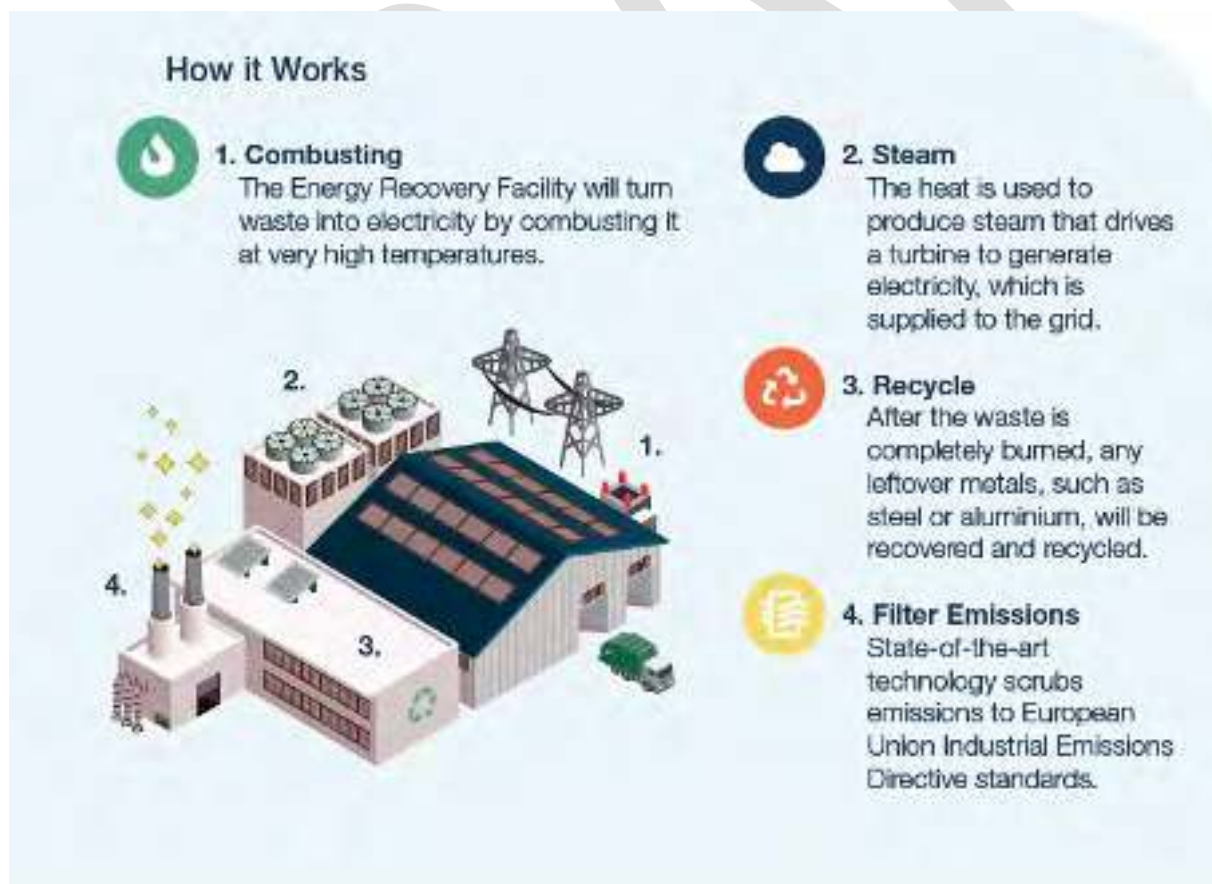 How it Works
1. Combusting
The Energy Recovery Facility will turn
waste into electricity by combusting it
at very high temperatures.
2. Steam
The heat is used to
produce steam that drives
a turbine to generate
electricity, which is
supplied to the grid.
3. Recycle
After the waste is
completely burned, any
leftover metals, such as
steel or aluminium, will be
recovered and recycled.
4. Filter Emissions
State-of-the-art
technology scrubs
emissions to European
Union Industrial Emissions
Directive standards.
2.
1.
4.
3.